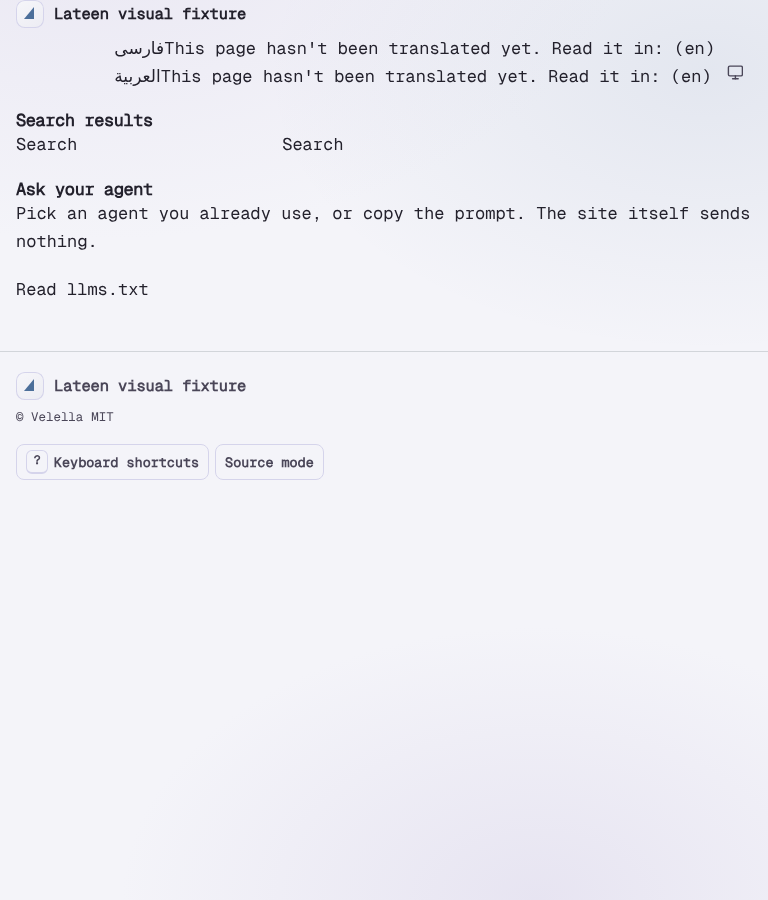 Lateen visual fixture
فارسیThis page hasn't been translated yet. Read it in: (en)
العربيةThis page hasn't been translated yet. Read it in: (en)
Search results
Search Search
Ask your agent
Pick an agent you already use, or copy the prompt. The site itself sends
nothing.
Read llms.txt
Lateen visual fixture
© Velella MIT
? Keyboard shortcuts Source mode